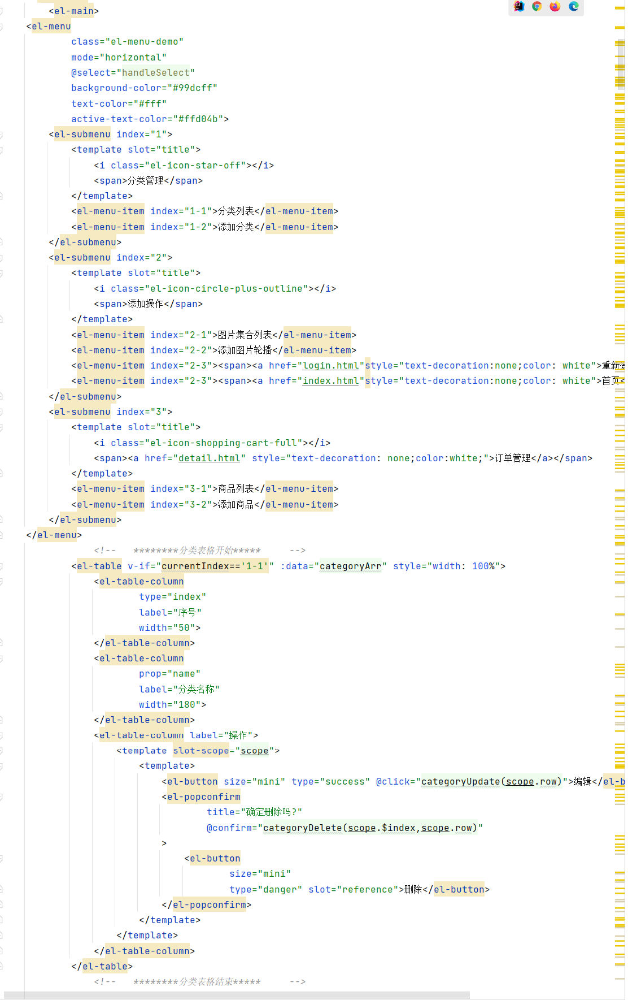 <el-main>
<el-menu
class="el-menu-demo"
mode="horizontal"
@select="handleSelect"
background-color="#99dcff"
text-color="#fff"
active-text-color="#ffd04b">
<el-submenu index="1">
<template slot="title">
<i class="el-icon-star-off"></i>
<span>分类管理</span>
</template>
<el-menu-item index="1-1">分类列表</el-menu-item>
<el-menu-item index="1-2">添加分类</el-menu-item>
</el-submenu>
<el-submenu index="2">
<template slot="title">
<i class="el-icon-circle-plus-outline"></i>
<span>添加操作</span>
</template>
<el-menu-item index="2-1">图片集合列表</el-menu-item>
<el-menu-item index="2-2">添加图片轮播</el-menu-item>
<el-menu-item index="2-3"><span><a href="login.html"style="text-decoration:none;color: white">重新
<el-menu-item index="2-3"><span><a href="index.html"style="text-decoration:none;color: white">首页<
</el-submenu>
<el-submenu index="3">
<template slot="title">
<i class="el-icon-shopping-cart-full"></i>
<span><a href="detail.html" style="text-decoration: none;color:white;">订单管理</a></span>
</template>
<el-menu-item index="3-1">商品列表</el-menu-item>
<el-menu-item index="3-2">添加商品</el-menu-item>
</el-submenu>
</el-menu>
<!-- ********分类表格开始***** -->
<el-table v-if="currentIndex=='1-1'" :data="categoryArr" style="width: 100%">
<el-table-column
type="index"
label="序号"
width="50">
</el-table-column>
<el-table-column
prop="name"
label="分类名称"
width="180">
</el-table-column>
<el-table-column label="操作">
<template slot-scope="scope">
<template>
<el-button size="mini" type="success" @click="categoryUpdate(scope.row)">编辑</el-b
<el-popconfirm
title="确定删除吗?"
@confirm="categoryDelete(scope.$index,scope.row)"
>
<el-button
size="mini"
type="danger" slot="reference">删除</el-button>
</el-popconfirm>
</template>
</template>
</el-table-column>
</el-table>
<!-- ********分类表格结束***** -->